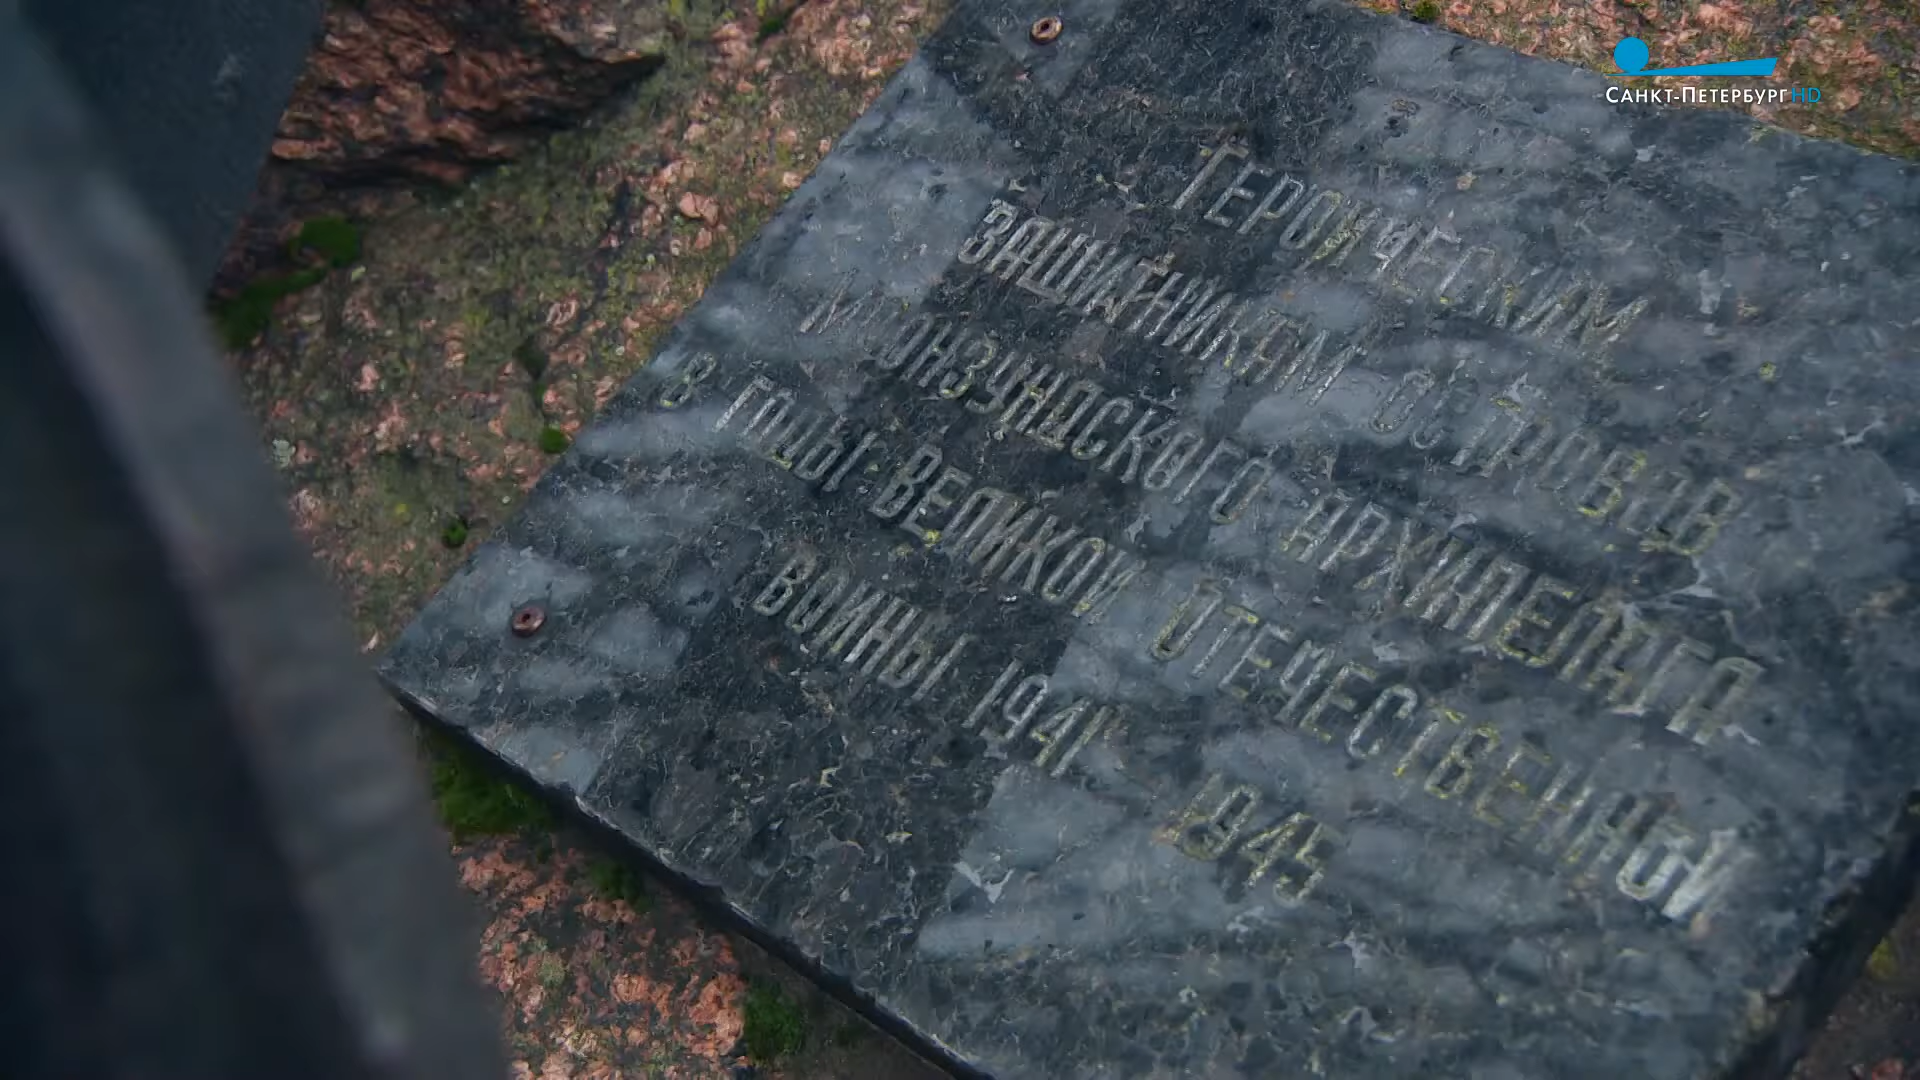 Санкт-Петербург HD
Героическим
защитникам островов
Моонзундского архипелага
в годы Великой Отечественной
войны 1941 1945